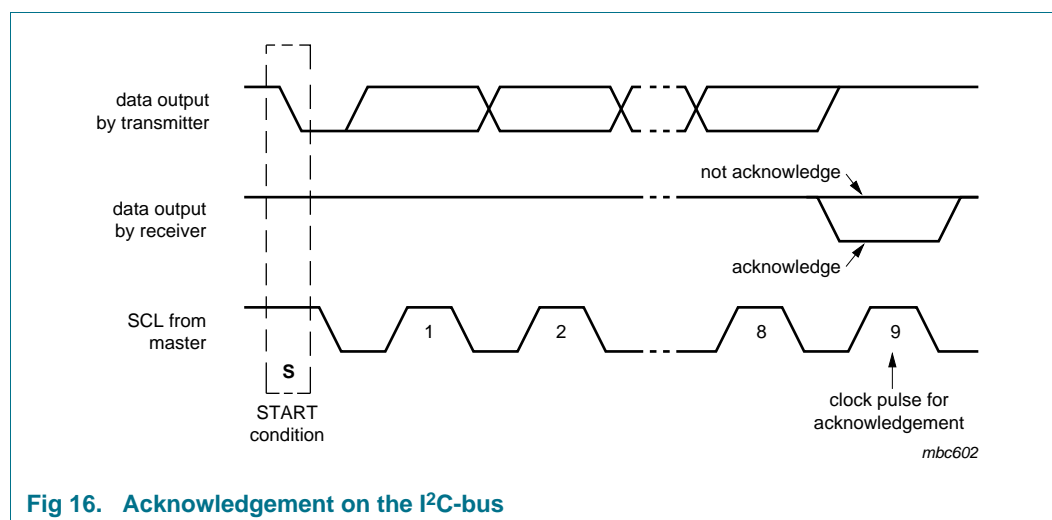 data output
by transmitter
not acknowledge
data output
by receiver
acknowledge
SCL from
master
1
2
8
9
S
START
condition
clock pulse for
acknowledgement
mbc602
Fig 16. Acknowledgement on the I²C-bus